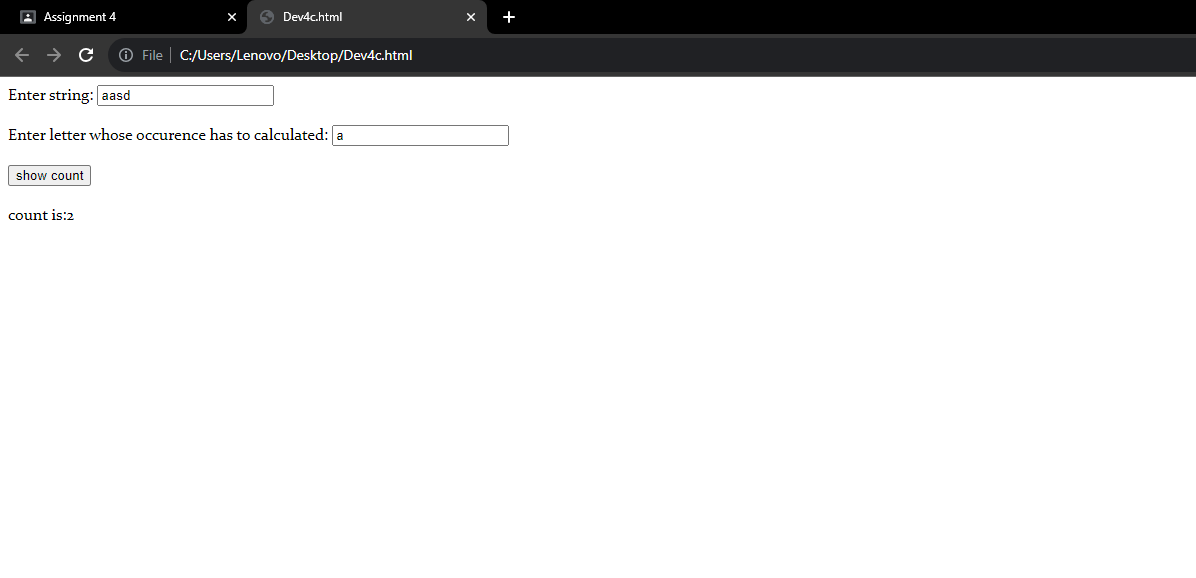 Assignment 4
Dev4c.html
File
C:/Users/Lenovo/Desktop/Dev4c.html
Enter string: aasd
Enter letter whose occurence has to calculated: a
show count
count is:2